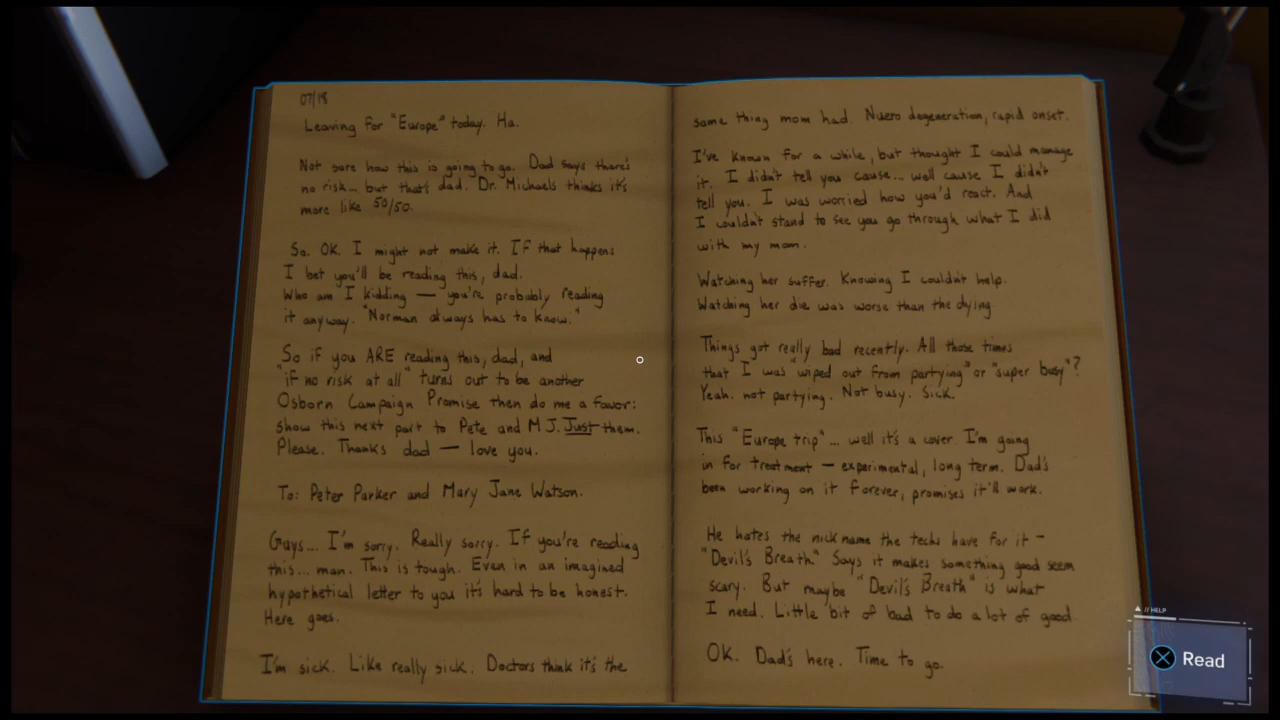 07/18
Leaving for "Europe" today. Ha.
Not sure how this is going to go. Dad says there's
no risk... but that's dad. Dr. Michaels thinks it's
more like 50/50.
So. OK. I might not make it. If that happens
I bet you'll be reading this, dad.
Who am I kidding — you're probably reading
it anyway. "Norman always has to know."
So if you ARE reading this, dad, and
"if no risk at all" turns out to be another
Osborn Campaign Promise then do me a favor:
show this next part to Pete and MJ. Just them.
Please. Thanks dad — love you.
To: Peter Parker and Mary Jane Watson.
Guys... I'm sorry. Really sorry. If you're reading
this... man. This is tough. Even in an imagined
hypothetical letter to you it's hard to be honest.
Here goes.
I'm sick. Like really sick. Doctors think it's the
same thing mom had. Nuero degeneration, rapid onset.
I've known for a while, but thought I could manage
it. I didn't tell you cause... well cause I didn't
tell you. I was worried how you'd react. And
I couldn't stand to see you go through what I did
with my mom.
Watching her suffer. Knowing I couldn't help.
Watching her die was worse than the dying.
Things got really bad recently. All those times
that I was "wiped out from partying" or "super busy"?
Yeah. not partying. Not busy. Sick.
This "Europe trip"... well it's a cover. I'm going
in for treatment — experimental, long term. Dad's
been working on it forever, promises it'll work.
He hates the nickname the techs have for it -
"Devil's Breath." Says it makes something good seem
scary. But maybe "Devil's Breath" is what
I need. Little bit of bad to do a lot of good.
OK. Dad's here. Time to go.
// HELP
Read